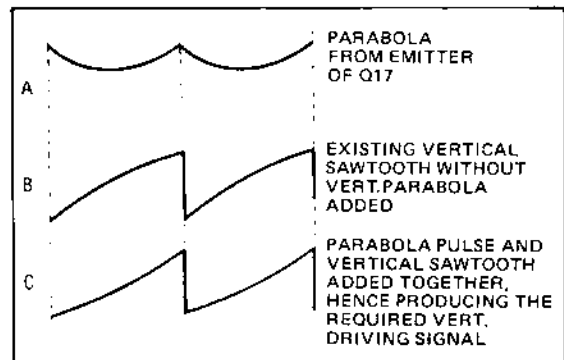 A
PARABOLA
FROM EMITTER
OF Q17
B
EXISTING VERTICAL
SAWTOOTH WITHOUT
VERT.PARABOLA
ADDED
C
PARABOLA PULSE AND
VERTICAL SAWTOOTH
ADDED TOGETHER,
HENCE PRODUCING THE
REQUIRED VERT.
DRIVING SIGNAL